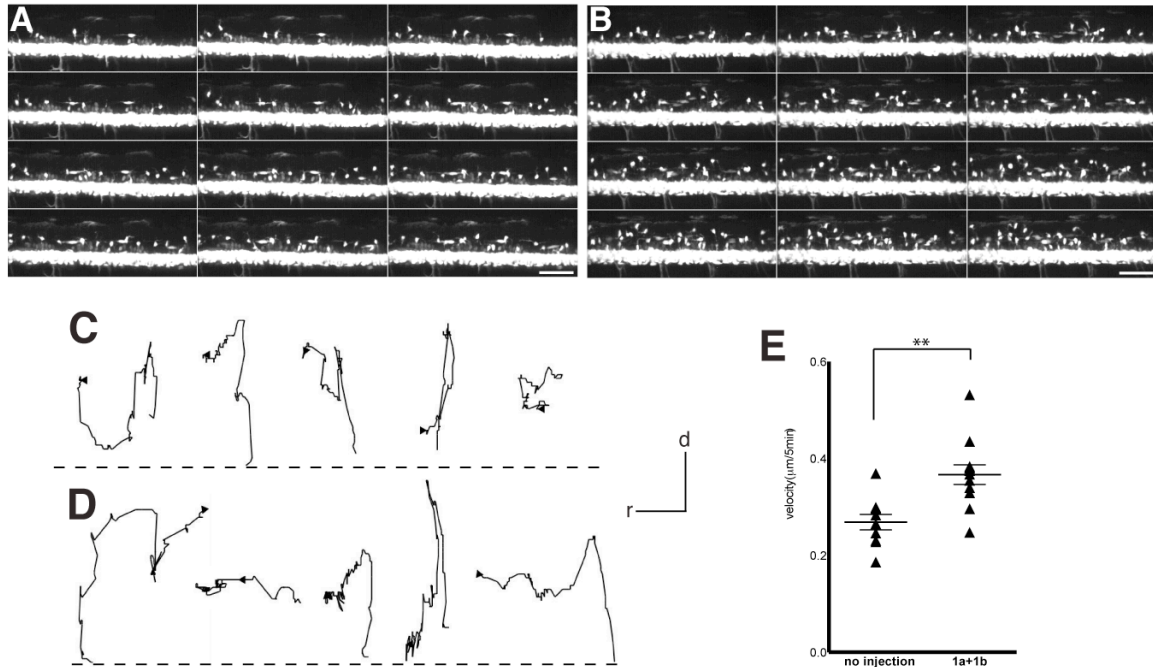 A
B
C
D
d
r
E
**
0.6
velocity(μm/5min)
0.4
0.2
0.0
no injection 1a+1b